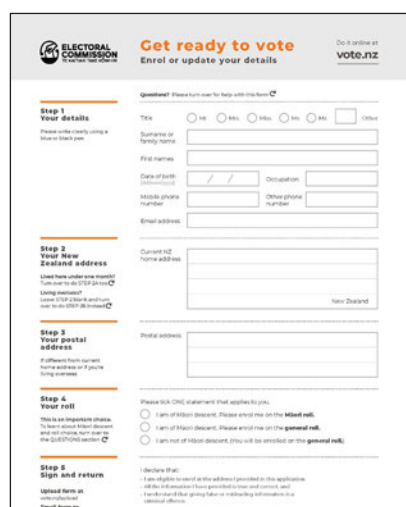 ELECTORAL
COMMISSION
TE KAITIAKI TAKE KŌWHIRI
Get ready to vote
Enrol or update your details
Do it online at
vote.nz
Questions? Please turn over for help with this form
Step 1
Your details
Please write clearly using a
blue or black pen
Title Mr Mrs Miss Ms Mx Other
Surname or
family name
First names
Date of birth / / Occupation
Mobile phone
number
Other phone
number
Email address
Step 2
Your New
Zealand address
Lived here under one month?
Turn over to do STEP 2A too
Living overseas?
Leave STEP 2 blank and turn
over to do STEP 2B instead
Current NZ
home address
New Zealand
Step 3
Your postal
address
If different from current
home address or if you're
living overseas
Postal address
Step 4
Your roll
This is an important choice.
To learn about Māori descent
and roll choice, turn over to
the QUESTIONS section
Please tick ONE statement that applies to you.
I am of Māori descent. Please enrol me on the Māori roll.
I am of Māori descent. Please enrol me on the general roll.
I am not of Māori descent. (You will be enrolled on the general roll.)
Step 5
Sign and return
Upload form at
vote.nz/upload
Email form to
I declare that:
- I am eligible to enrol at the address I provided in this application
- All the information I have provided is true and correct, and
- I understand that giving false or misleading information is a
criminal offence.